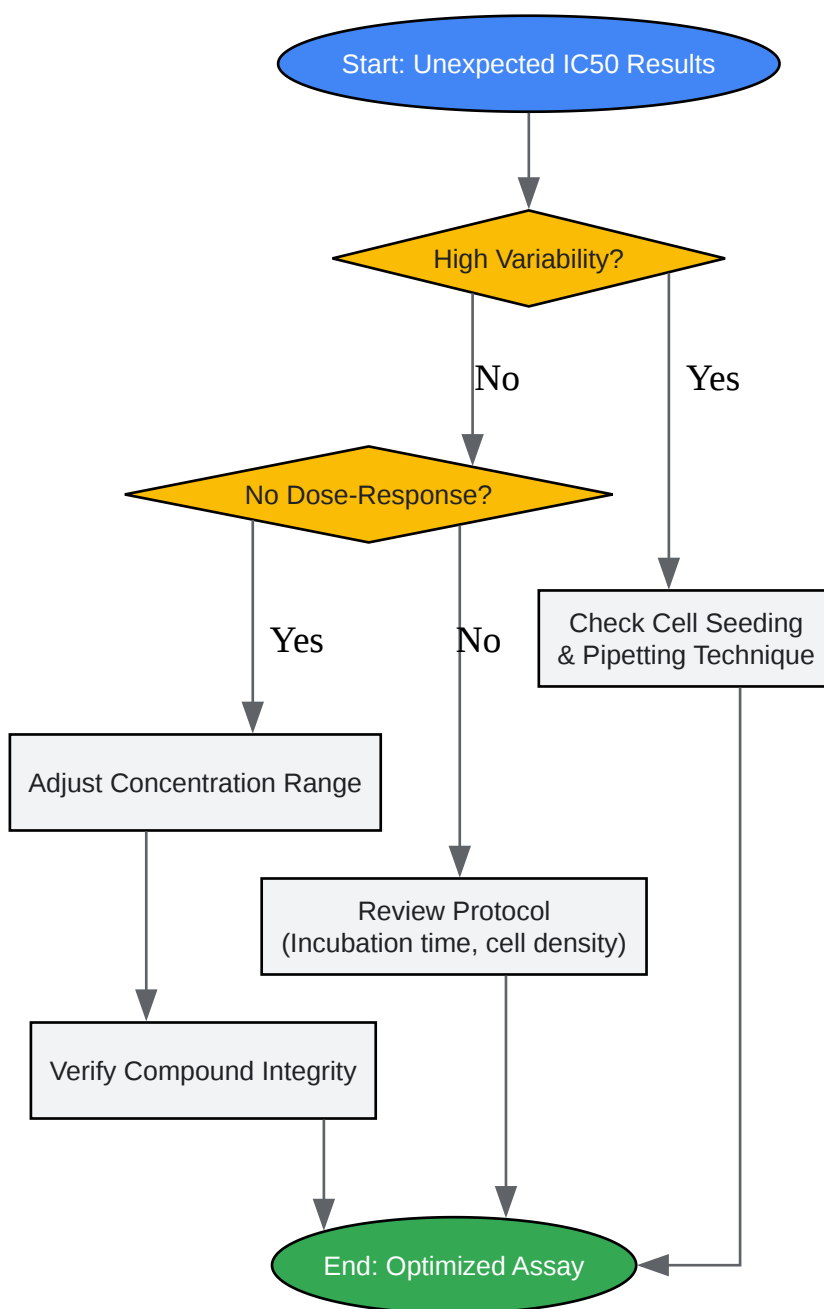 Start: Unexpected IC50 Results
High Variability?
No
Yes
No Dose-Response?
Check Cell Seeding
& Pipetting Technique
Yes
No
Adjust Concentration Range
Review Protocol
(Incubation time, cell density)
Verify Compound Integrity
End: Optimized Assay